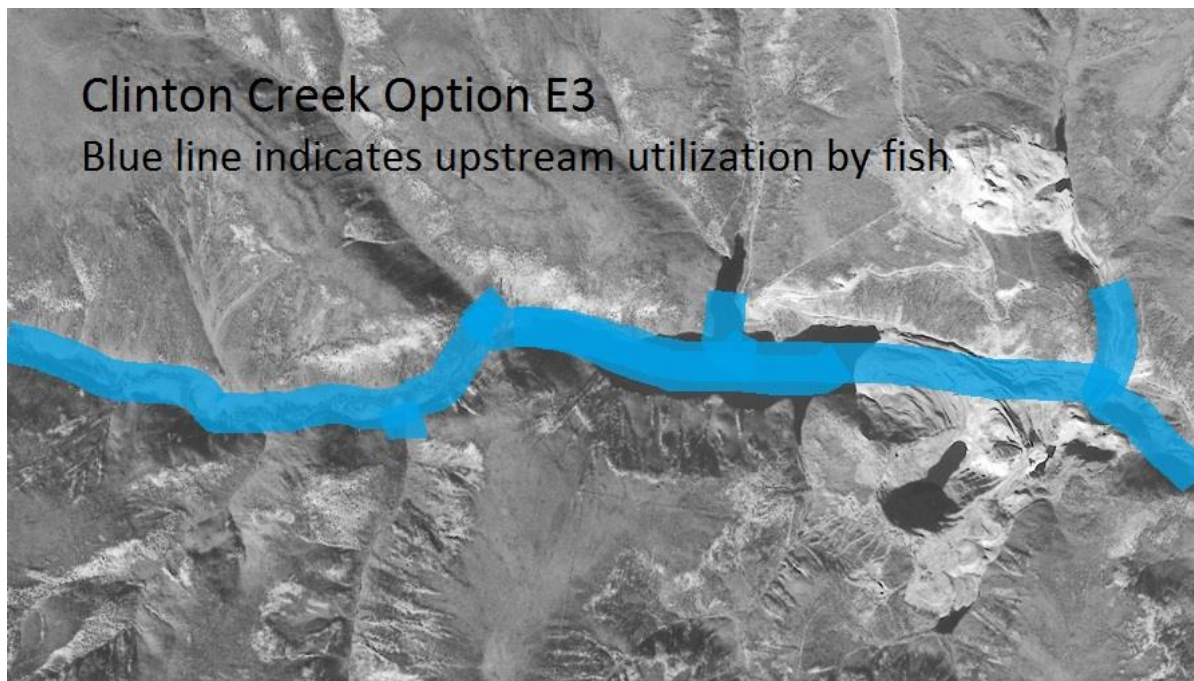 Clinton Creek Option E3
Blue line indicates upstream utilization by fish